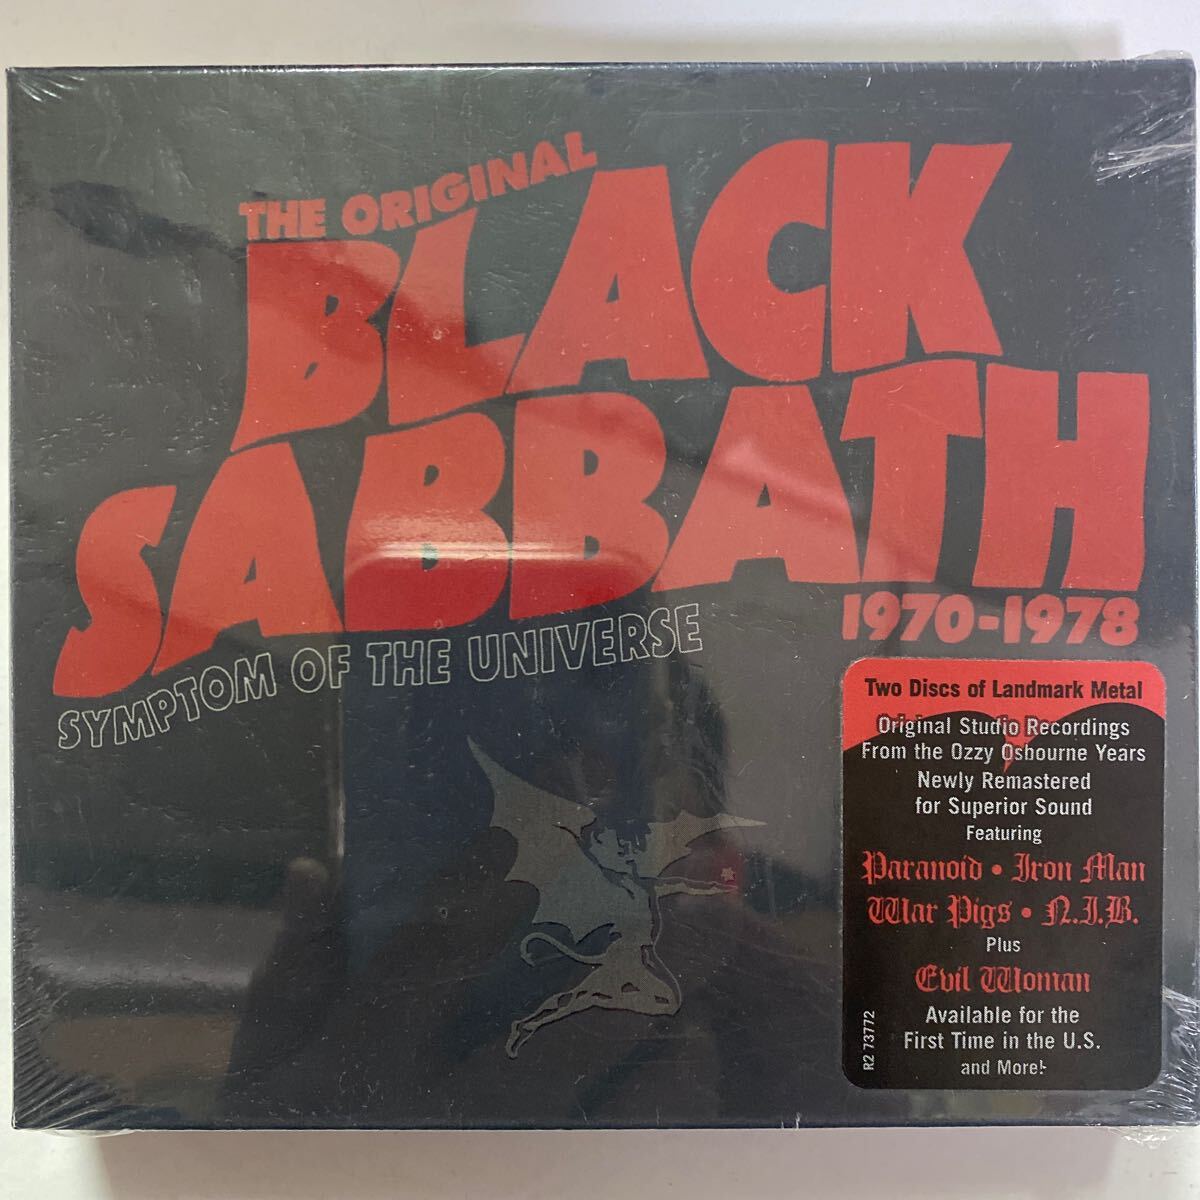 THE ORIGINAL
BLACK
SABBATH
1970-1978
SYMPTOM OF THE UNIVERSE
Two Discs of Landmark Metal
Original Studio Recordings
From the Ozzy Osbourne Years
Newly Remastered
for Superior Sound
Featuring
Paranoid • Iron Man
War Pigs • N.I.B.
Plus
Evil Woman
Available for the
First Time in the U.S.
and More!
R2 73772